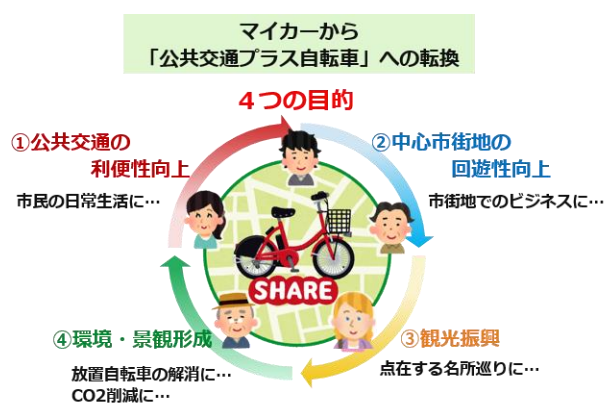 マイカーから
「公共交通プラス自転車」への転換
４つの目的
①公共交通の
利便性向上
市民の日常生活に…
②中心市街地の
回遊性向上
市街地でのビジネスに…
SHARE
③観光振興
点在する名所巡りに…
④環境・景観形成
放置自転車の解消に…
CO2削減に…